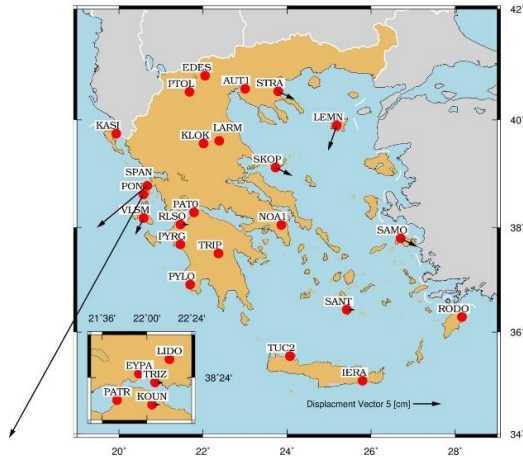 42°
EDES
AUT1
STRA
PTOL
LEMN
KASI
LARM
KLOK
40°
SKOP
SPAN
PON
VLSM
PAT0
RLSO
NOA1
PYRG
SAMO
38°
TRIP
PYLO
SANT
RODO
36°
21°36' 22°00' 22°24'
LIDO
EYPA
TRIZ
38°24'
PATR
KOUN
TUC2
IERA
Displacment Vector 5 [cm]
34°
20° 22° 24° 26° 28°